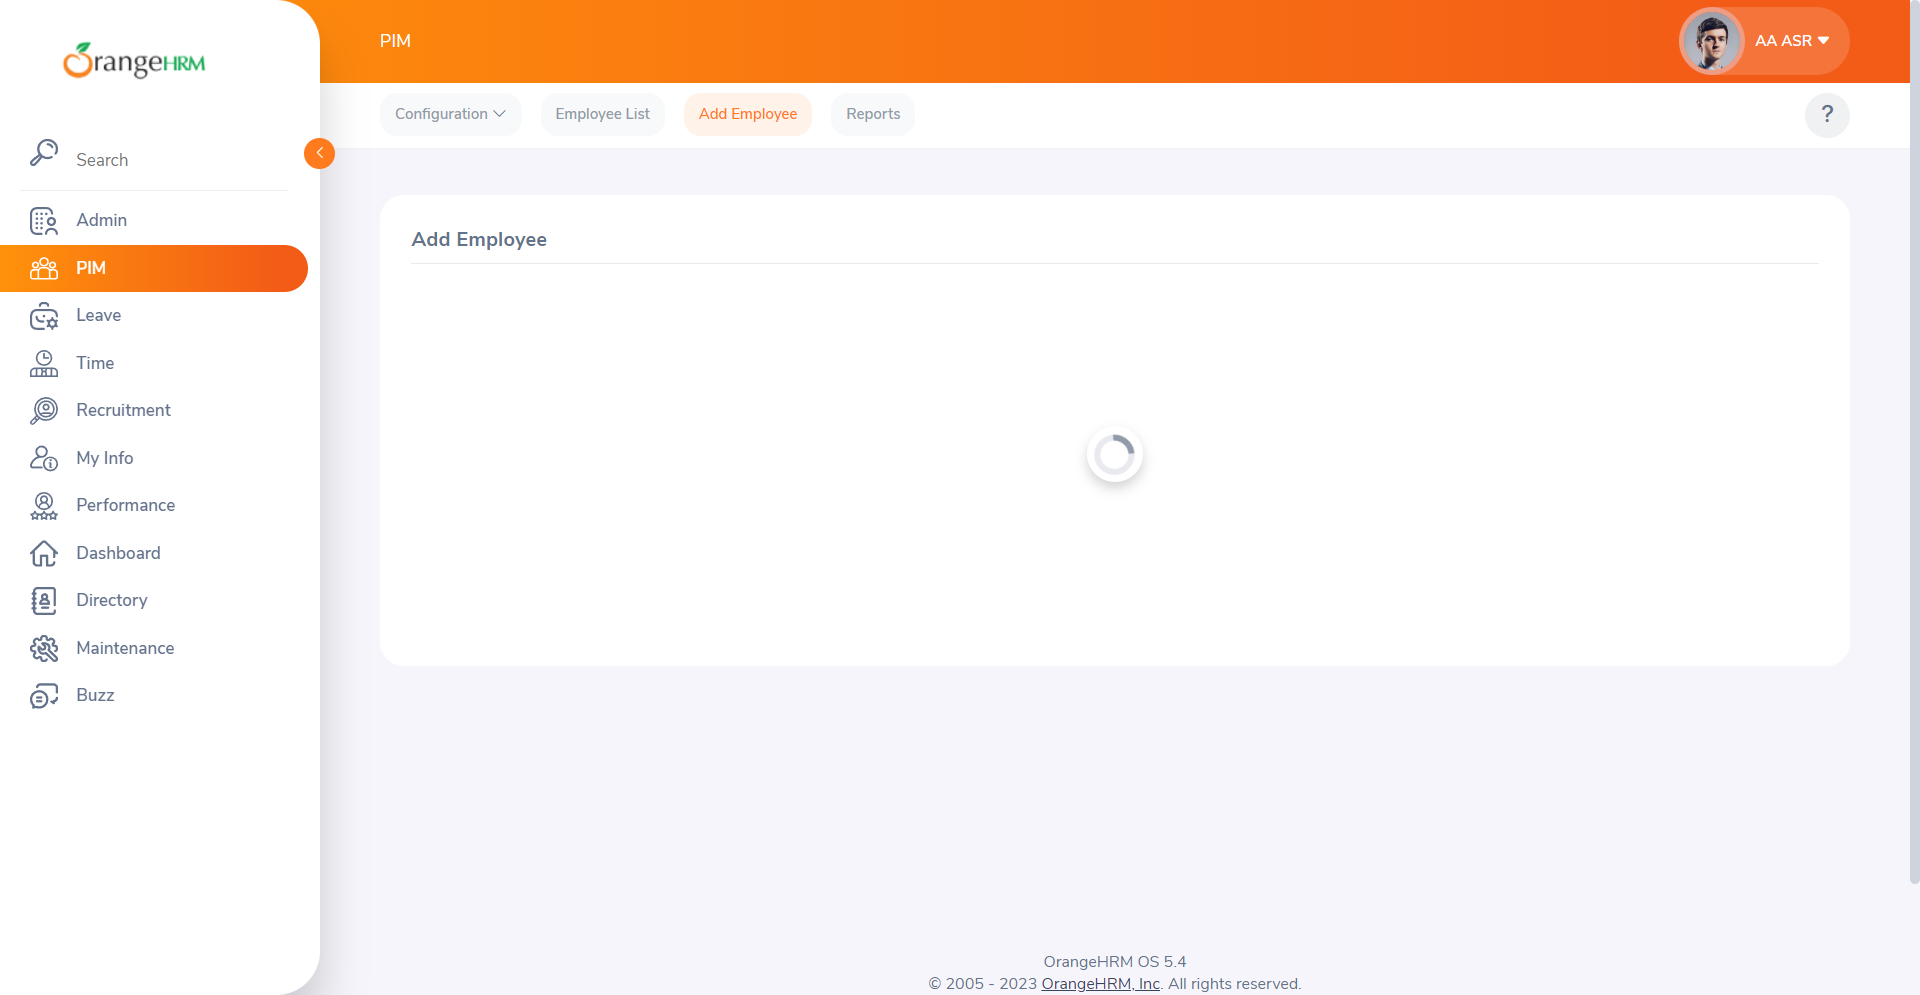 OrangeHRM
Search
Admin
PIM
Leave
Time
Recruitment
My Info
Performance
Dashboard
Directory
Maintenance
Buzz
PIM
AA ASR
Configuration
Employee List
Add Employee
Reports
?
Add Employee
OrangeHRM OS 5.4
© 2005 - 2023 OrangeHRM, Inc. All rights reserved.